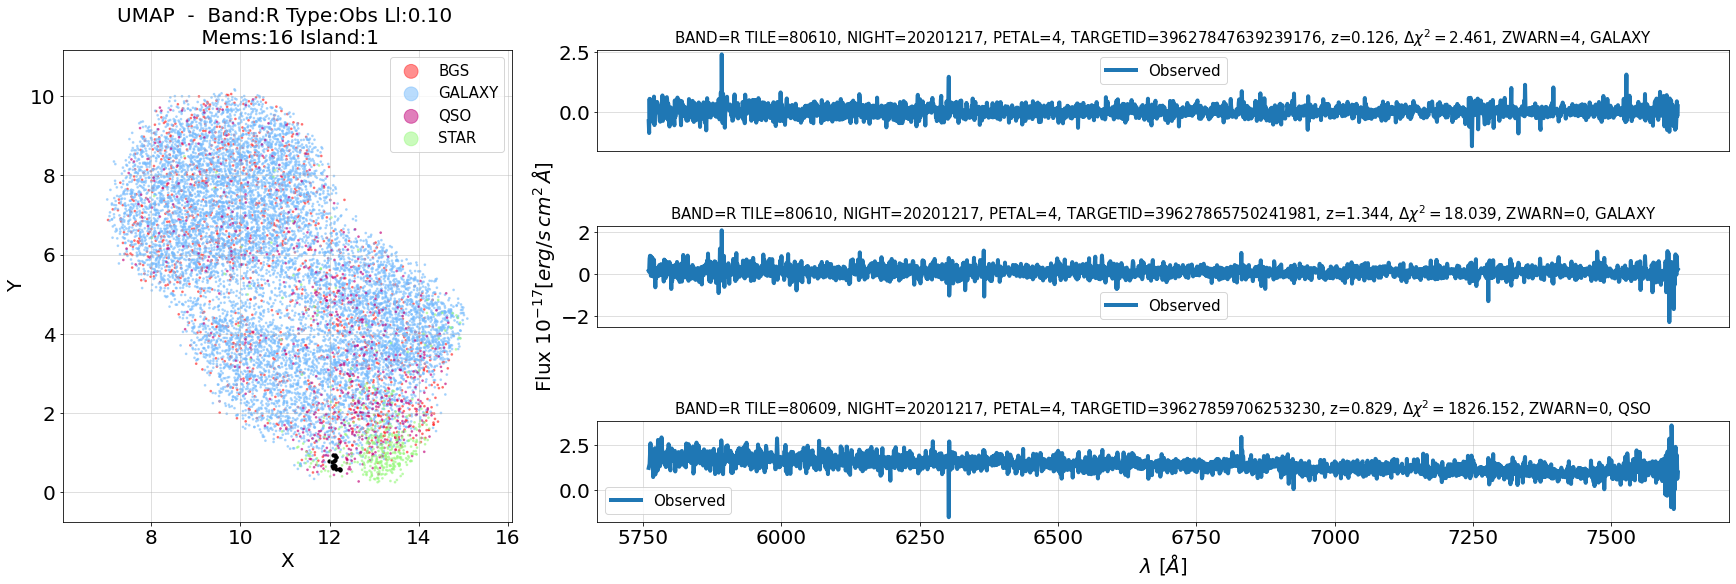 UMAP - Band:R Type:Obs Ll:0.10
Mems:16 Island:1
BGS
GALAXY
QSO
STAR
Y
10
8
6
4
2
0
8 10 12 14 16
X
Flux 10⁻¹⁷[erg/s cm² Å]
BAND=R TILE=80610, NIGHT=20201217, PETAL=4, TARGETID=39627847639239176, z=0.126, Δχ² = 2.461, ZWARN=4, GALAXY
2.5
0.0
Observed
BAND=R TILE=80610, NIGHT=20201217, PETAL=4, TARGETID=39627865750241981, z=1.344, Δχ² = 18.039, ZWARN=0, GALAXY
2
0
−2
Observed
BAND=R TILE=80609, NIGHT=20201217, PETAL=4, TARGETID=39627859706253230, z=0.829, Δχ² = 1826.152, ZWARN=0, QSO
2.5
0.0
Observed
5750 6000 6250 6500 6750 7000 7250 7500
λ [Å]